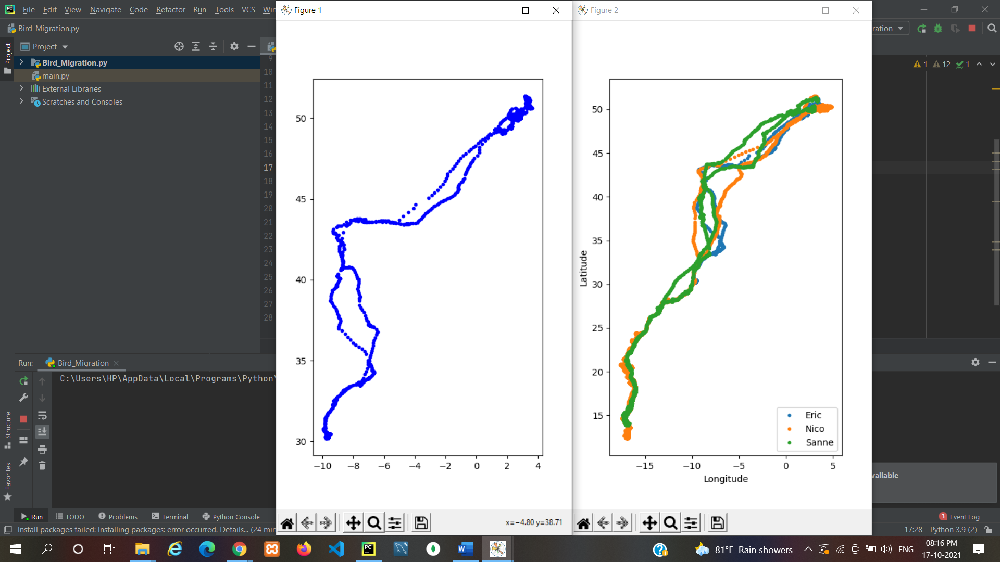 File Edit View Navigate Code Refactor Run Tools VCS
Bird_Migration.py
Project
Project
Bird_Migration.py
main.py
External Libraries
Scratches and Consoles
9
10
11
12
13
14
15
16
17
18
19
20
21
22
23
24
25
26
27
28
Figure 1
50
45
40
35
30
−10 −8 −6 −4 −2 0 2 4
x=−4.80 y=38.71
Figure 2
50
45
40
35
30
25
20
15
Latitude
−15 −10 −5 0 5
Longitude
Eric
Nico
Sanne
ration
1 12 1
Run: Bird_Migration
C:\Users\HP\AppData\Local\Programs\Python\
Structure
Favorites
vailable
Run TODO Problems Terminal Python Console
3 Event Log
Install packages failed: Installing packages: error occurred. Details... (24 min
17:28 Python 3.9 (2)
81°F Rain showers
ENG
08:16 PM
17-10-2021